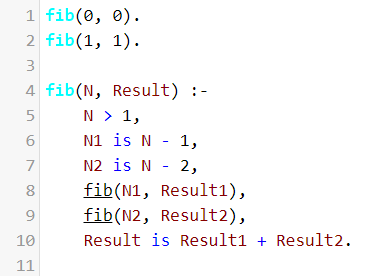 1 fib(0, 0).
2 fib(1, 1).
3
4 fib(N, Result) :-
5     N > 1,
6     N1 is N - 1,
7     N2 is N - 2,
8     fib(N1, Result1),
9     fib(N2, Result2),
10     Result is Result1 + Result2.
11